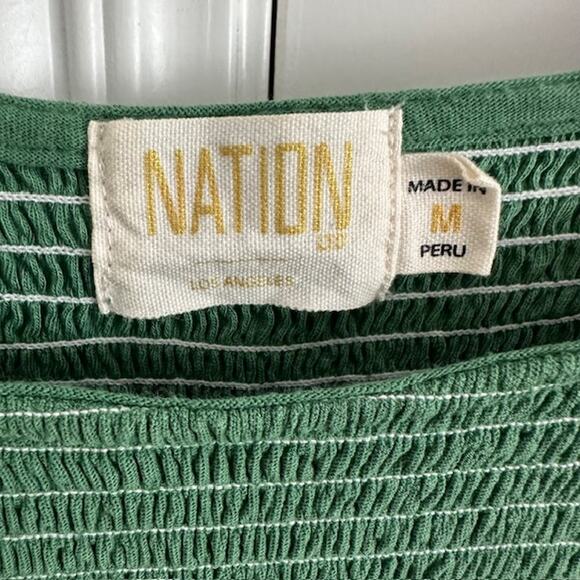 NATION
LTD
LOS ANGELES
MADE IN
M
PERU